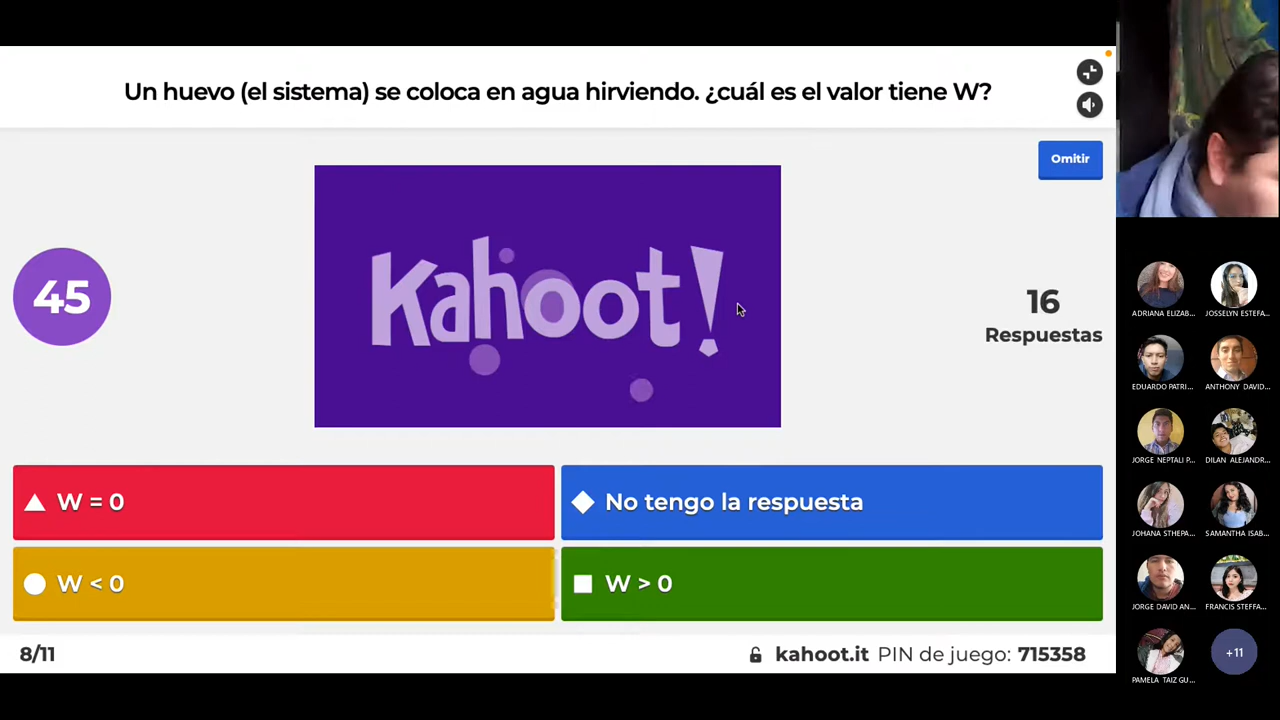 Un huevo (el sistema) se coloca en agua hirviendo. ¿cuál es el valor tiene W?
Omitir
45
Kahoot!
16
Respuestas
W = 0
No tengo la respuesta
W < 0
W > 0
8/11
kahoot.it PIN de juego: 715358
ADRIANA ELIZAB...
JOSSELYN ESTEFA...
EDUARDO PATRI...
ANTHONY DAVID...
JORGE NEPTALI P...
DILAN ALEJANDR...
JOHANA STHEPA...
SAMANTHA ISAB...
JORGE DAVID AN...
FRANCIS STEFFA...
PAMELA TAIZ GU...
+11